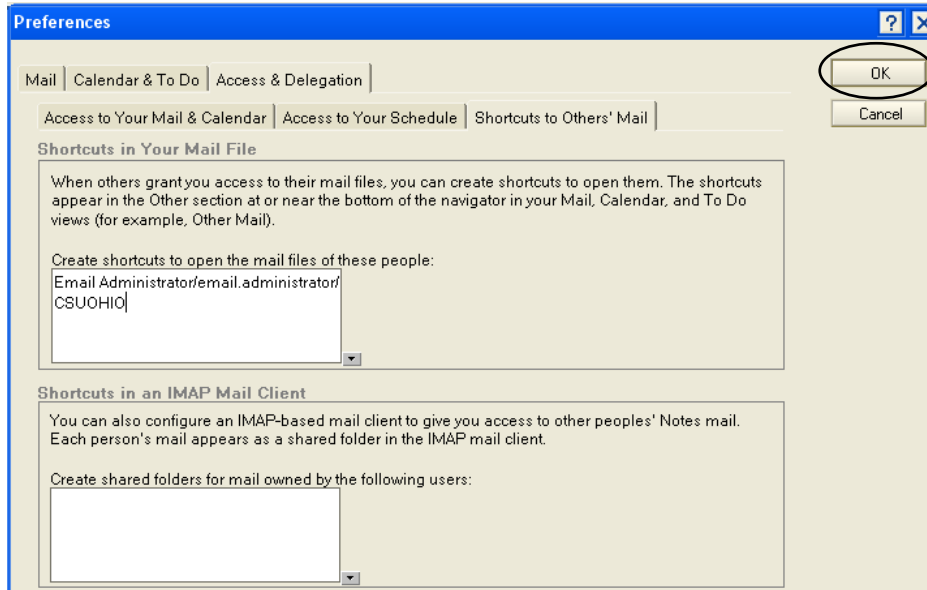 Preferences
Mail Calendar & To Do Access & Delegation
OK
Access to Your Mail & Calendar Access to Your Schedule Shortcuts to Others' Mail
Cancel
Shortcuts in Your Mail File
When others grant you access to their mail files, you can create shortcuts to open them. The shortcuts
appear in the Other section at or near the bottom of the navigator in your Mail, Calendar, and To Do
views (for example, Other Mail).
Create shortcuts to open the mail files of these people:
Email Administrator/email.administrator/
CSUOHIO
Shortcuts in an IMAP Mail Client
You can also configure an IMAP-based mail client to give you access to other peoples' Notes mail.
Each person's mail appears as a shared folder in the IMAP mail client.
Create shared folders for mail owned by the following users: